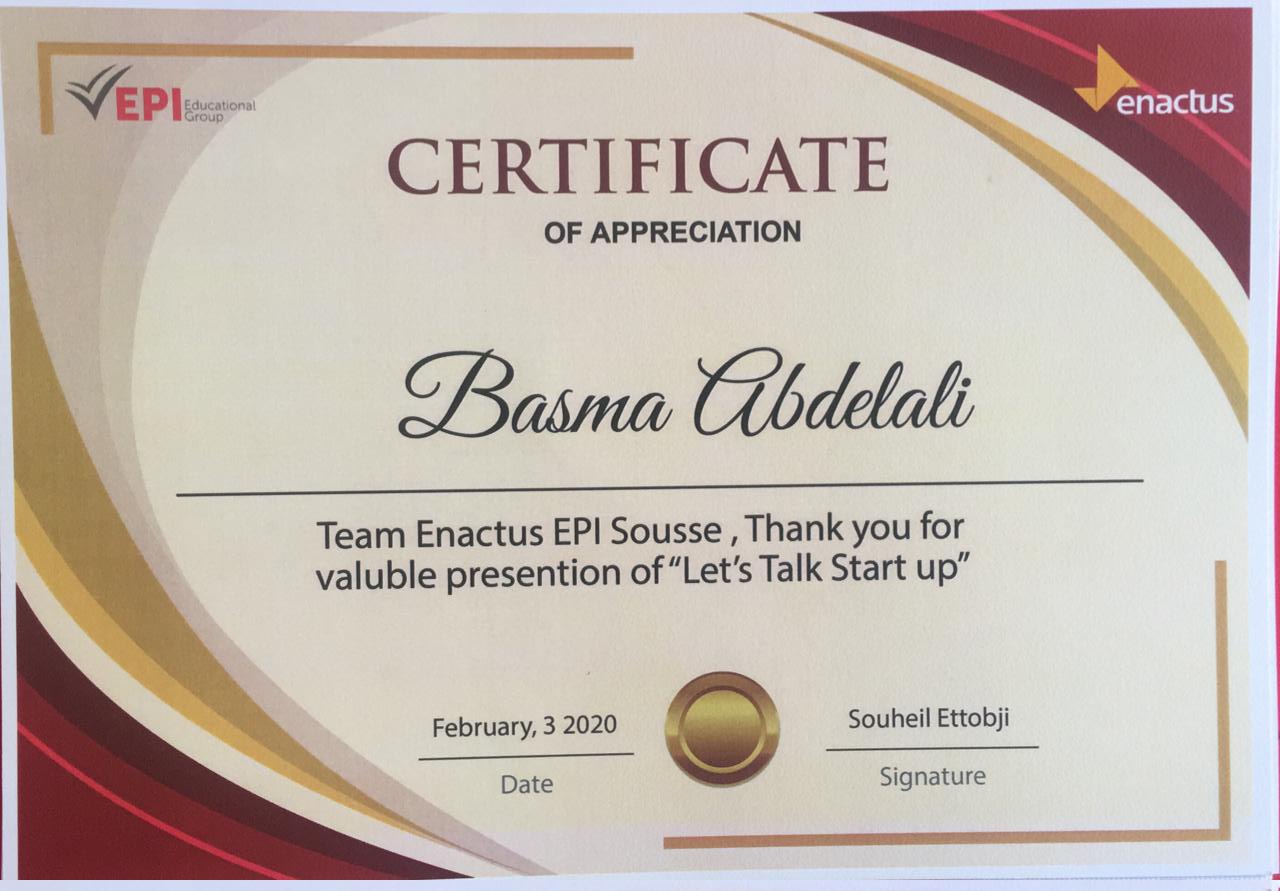 EPI Educational
Group
enactus
CERTIFICATE
OF APPRECIATION
Basma Abdelali
Team Enactus EPI Sousse , Thank you for
valuble presention of "Let's Talk Start up"
February, 3 2020
Date
Souheil Ettobji
Signature